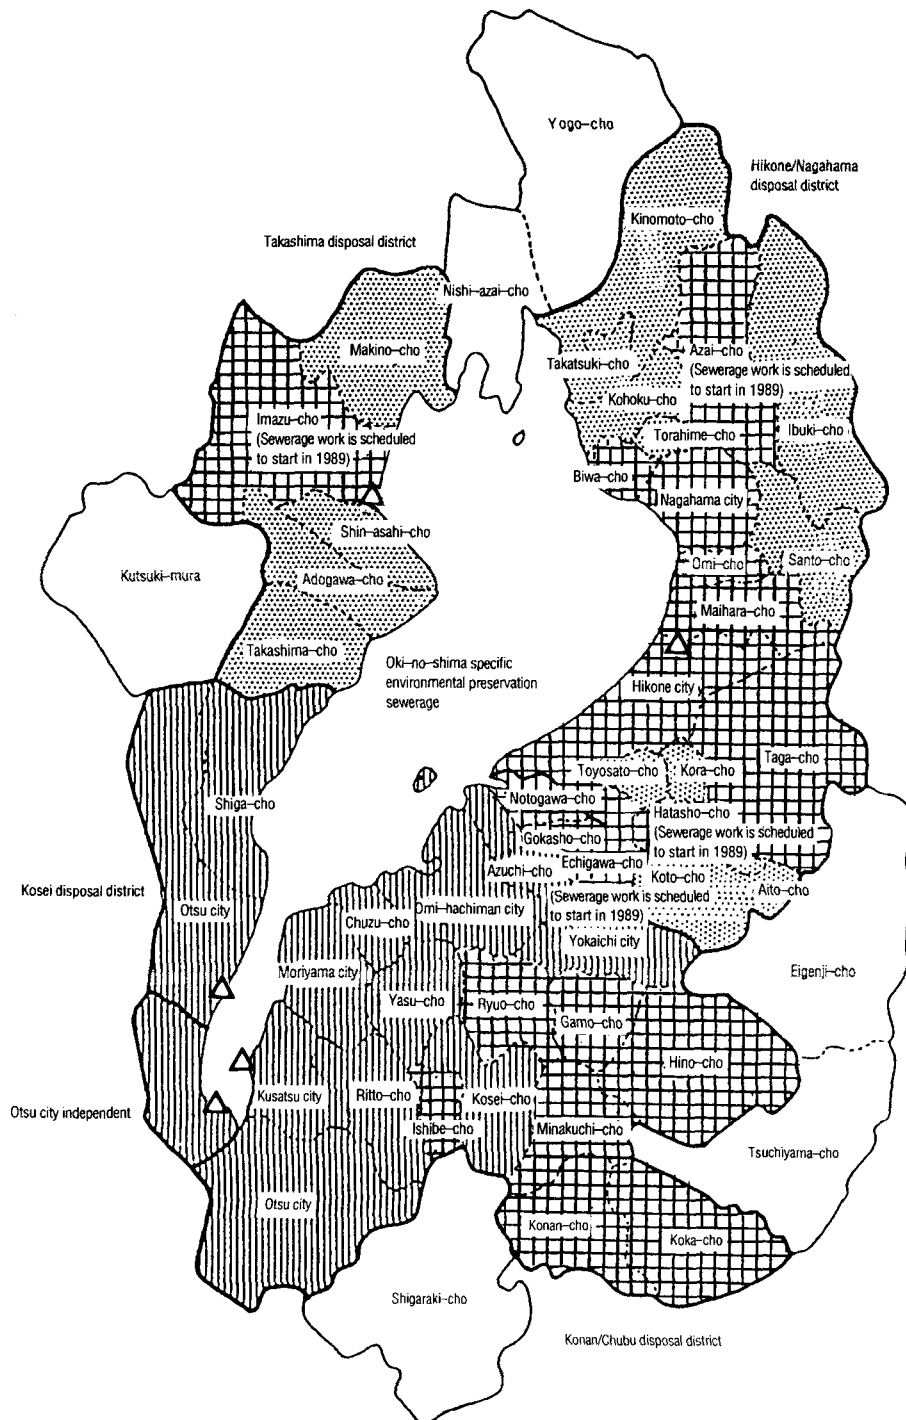 Yogo-cho
Hikone/Nagahama
disposal district
Kinomoto-cho
Takashima disposal district
Nishi-azai-cho
Makino-cho
Takatsuki-cho
Azai-cho
(Sewerage work is scheduled
to start in 1989)
Kohoku-cho
Imazu-cho
(Sewerage work is scheduled
to start in 1989)
Torahime-cho
Ibuki-cho
Biwa-cho
Nagahama city
Shin-asahi-cho
Kutsuki-mura
Adogawa-cho
Omi-cho
Santo-cho
Maihara-cho
Takashima-cho
Oki-no-shima specific
environmental preservation
sewerage
Hikone city
Taga-cho
Toyosato-cho
Kora-cho
Shiga-cho
Notogawa-cho
Hatasho-cho
(Sewerage work is scheduled
to start in 1989)
Gokasho-cho
Echigawa-cho
(Sewerage work is scheduled
to start in 1989)
Azuchi-cho
Koto-cho
Aito-cho
Kosei disposal district
Otsu city
Chuzu-cho
Omi-hachiman city
Yokaichi city
Moriyama city
Eigenji-cho
Yasu-cho
Ryuo-cho
Gamo-cho
Hino-cho
Otsu city independent
Kusatsu city
Ritto-cho
Kosei-cho
Ishibe-cho
Minakuchi-cho
Tsuchiyama-cho
Otsu city
Konan-cho
Koka-cho
Shigaraki-cho
Konan/Chubu disposal district